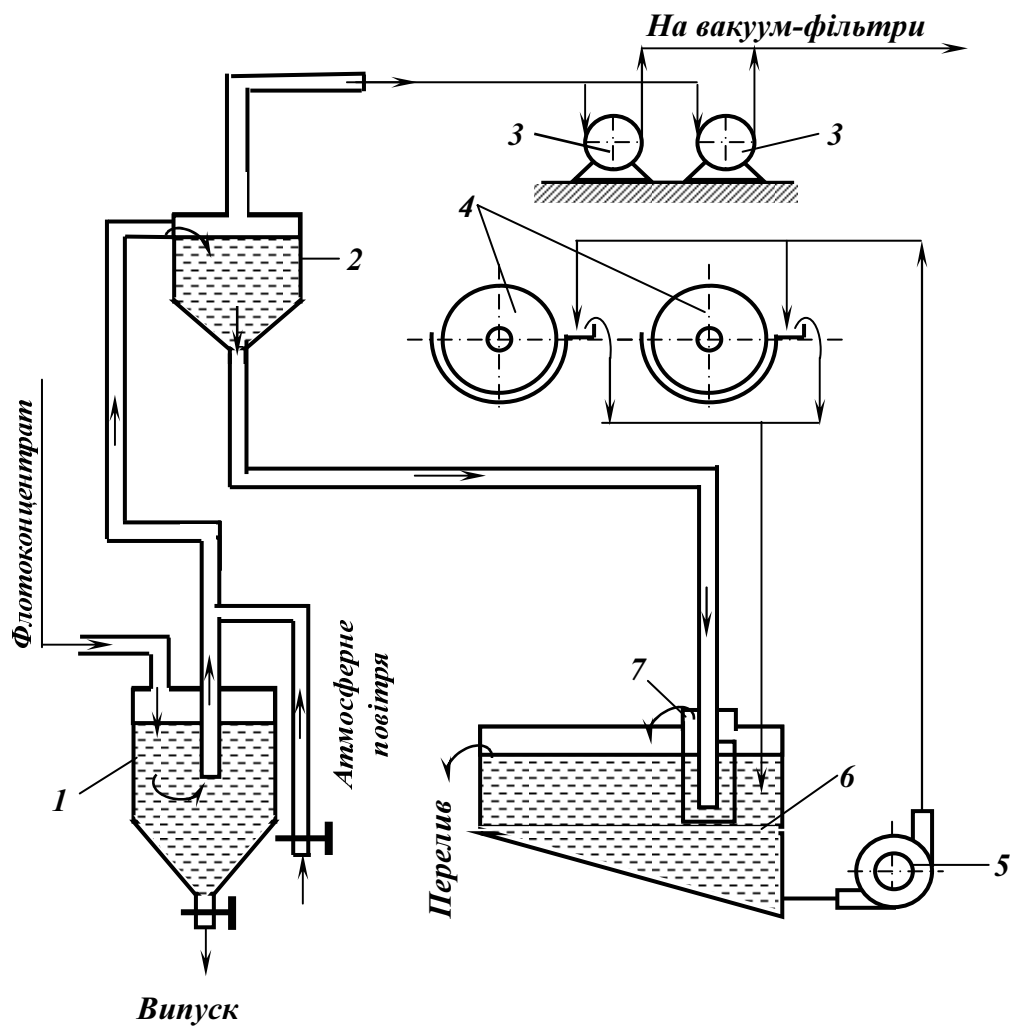 На вакуум-фільтри
3
3
4
2
Флотоконцентрат
Атмосферне
повітря
7
1
6
Перелив
5
Випуск